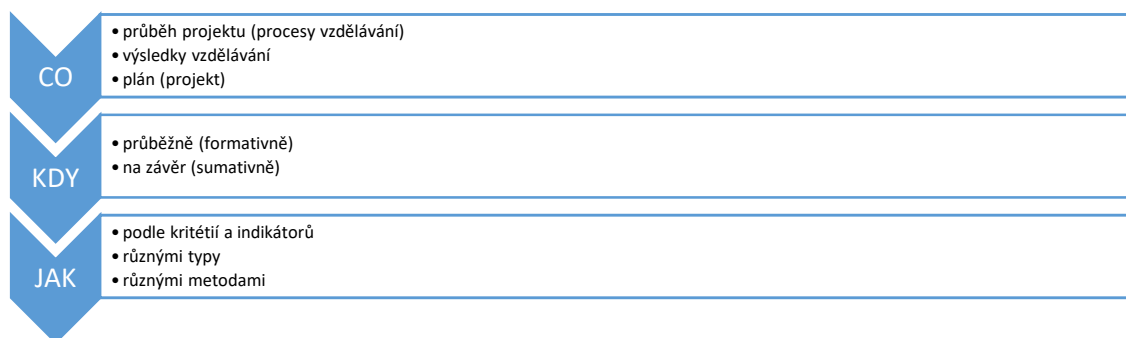 CO
• průběh projektu (procesy vzdělávání)
• výsledky vzdělávání
• plán (projekt)
KDY
• průběžně (formativně)
• na závěr (sumativně)
JAK
• podle kritétií a indikátorů
• různými typy
• různými metodami